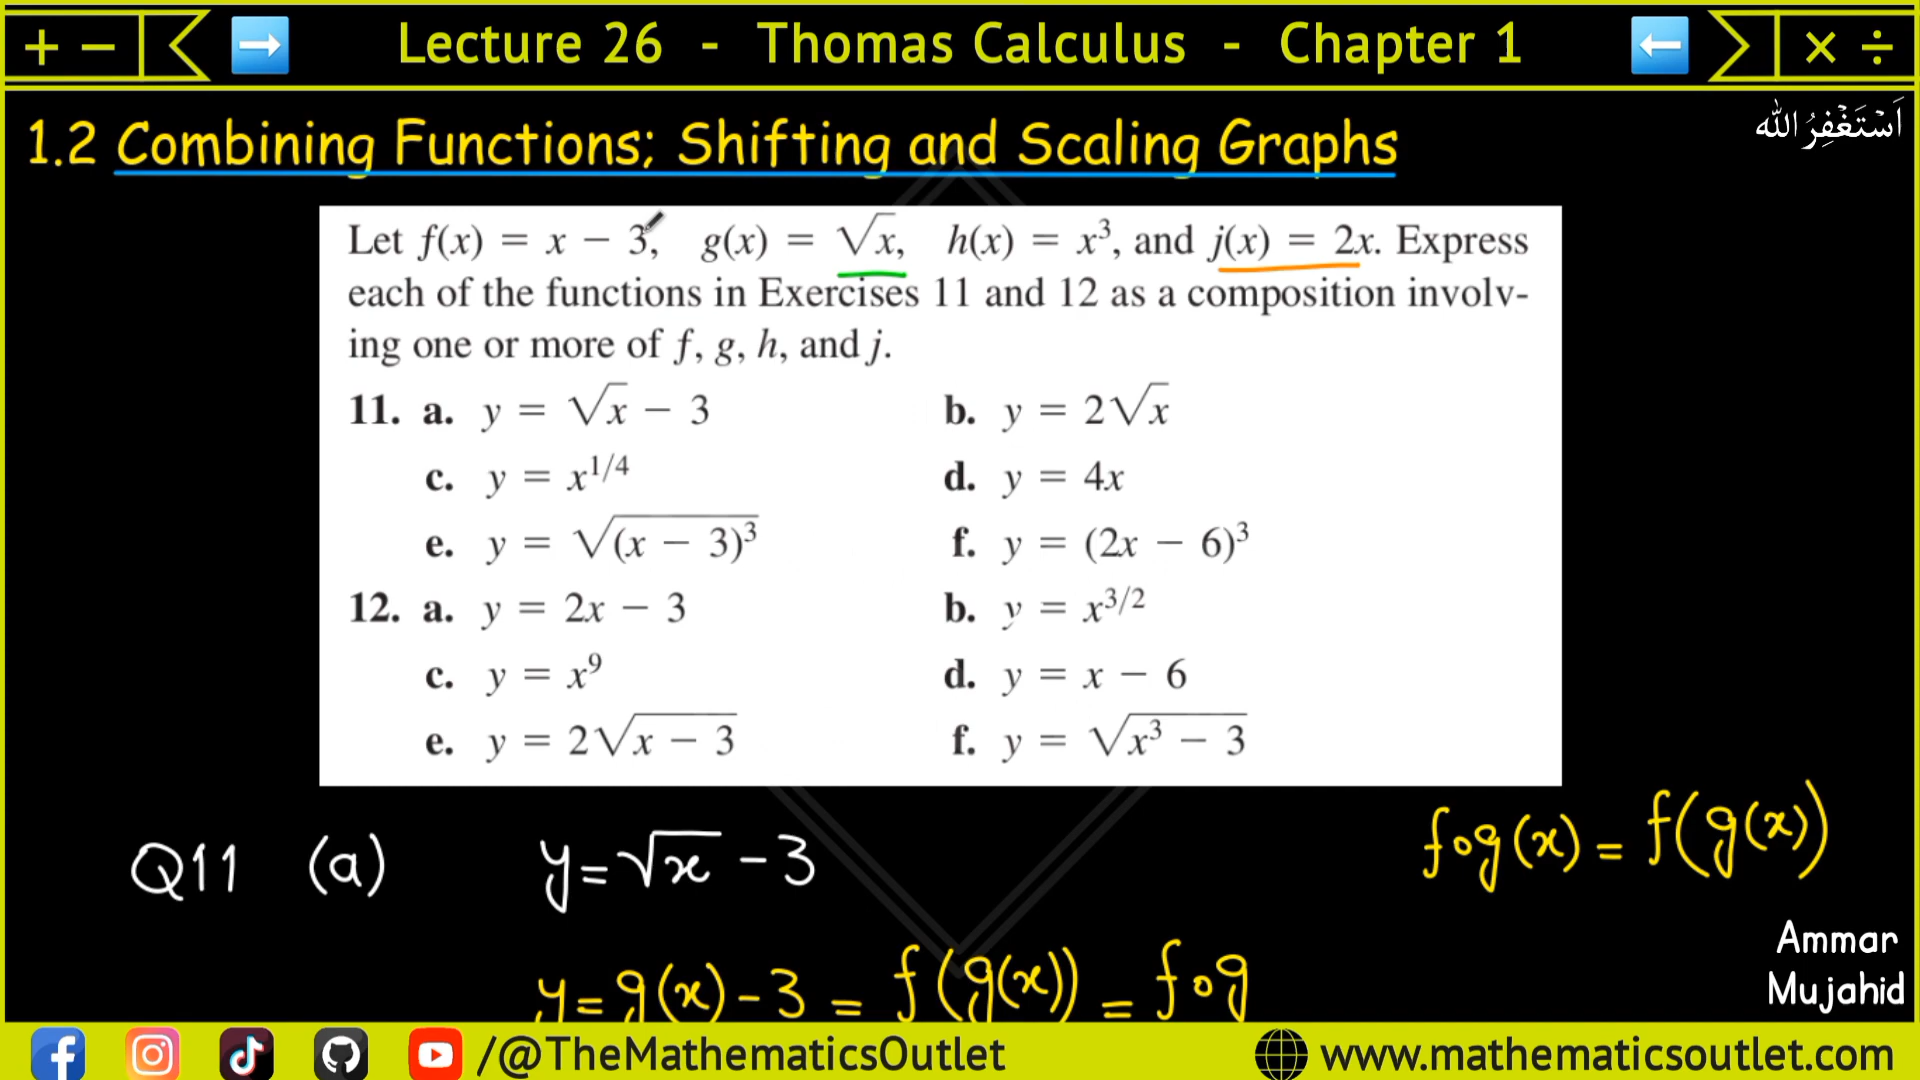 + − Lecture 26 - Thomas Calculus - Chapter 1 × ÷
1.2 Combining Functions; Shifting and Scaling Graphs
أَسْتَغْفِرُ اللّٰه
Let f(x) = x − 3, g(x) = √x, h(x) = x³, and j(x) = 2x. Express
each of the functions in Exercises 11 and 12 as a composition involv-
ing one or more of f, g, h, and j.
11. a. y = √x − 3 b. y = 2√x
c. y = x^{1/4} d. y = 4x
e. y = √((x − 3)³) f. y = (2x − 6)³
12. a. y = 2x − 3 b. y = x^{3/2}
c. y = x⁹ d. y = x − 6
e. y = 2√(x − 3) f. y = √(x³ − 3)
Q11 (a) y = √x - 3
fog(x) = f(g(x))
y = g(x) - 3 = f(g(x)) = fog
Ammar
Mujahid
/@TheMathematicsOutlet www.mathematicsoutlet.com